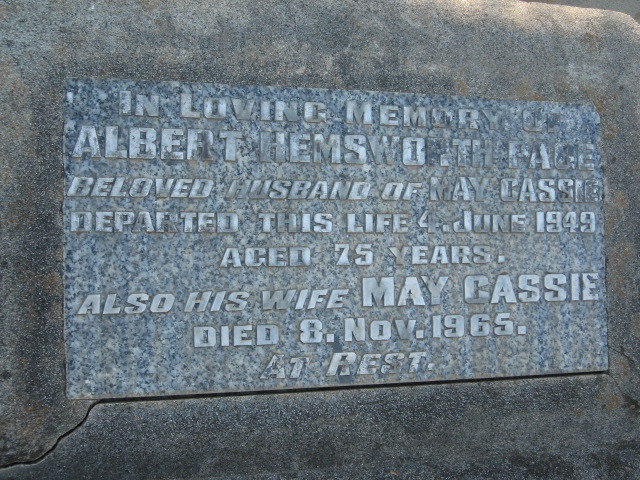 IN LOVING MEMORY OF
ALBERT HEMSWORTH PAGE
BELOVED HUSBAND OF MAY CASSIE
DEPARTED THIS LIFE 4. JUNE 1949
AGED 75 YEARS.
ALSO HIS WIFE MAY CASSIE
DIED 8. NOV. 1965.
AT REST.